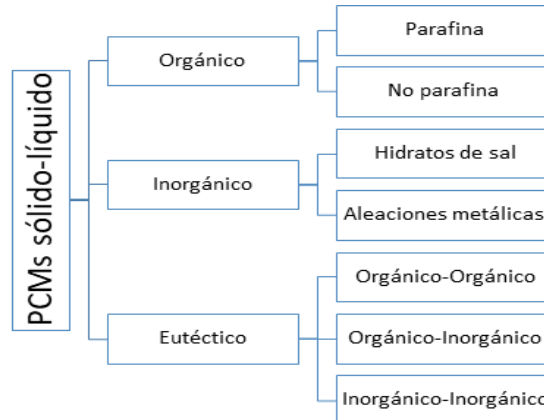 PCMs sólido-líquido
Orgánico
Parafina
No parafina
Inorgánico
Hidratos de sal
Aleaciones metálicas
Eutéctico
Orgánico-Orgánico
Orgánico-Inorgánico
Inorgánico-Inorgánico